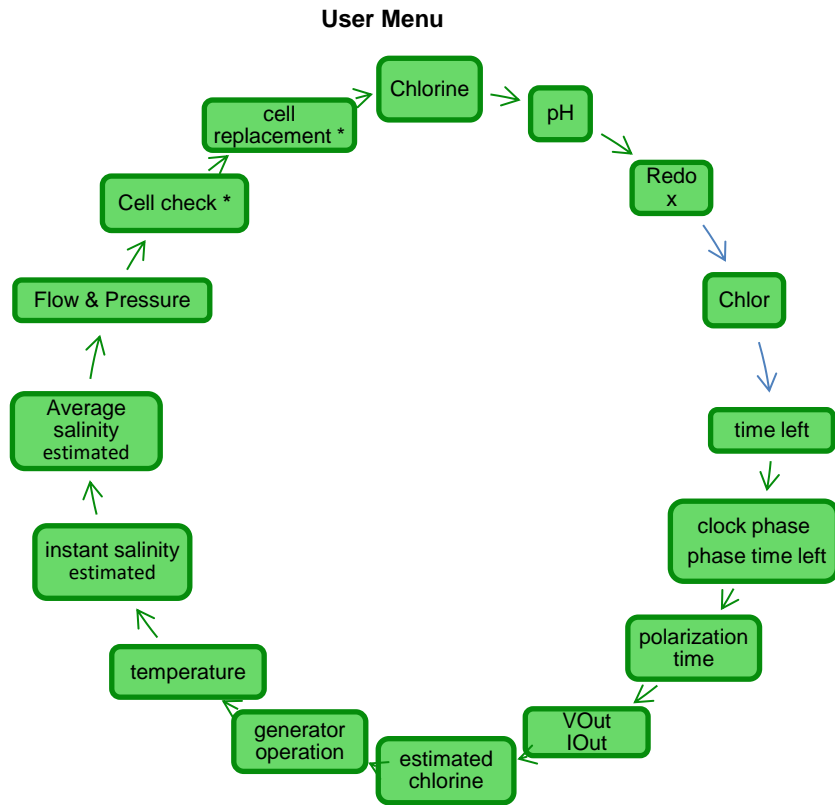 User Menu
Chlorine
pH
Redo
x
Chlor
time left
clock phase
phase time left
polarization
time
VOut
IOut
estimated
chlorine
generator
operation
temperature
instant salinity
estimated
Average
salinity
estimated
Flow & Pressure
Cell check *
cell
replacement *